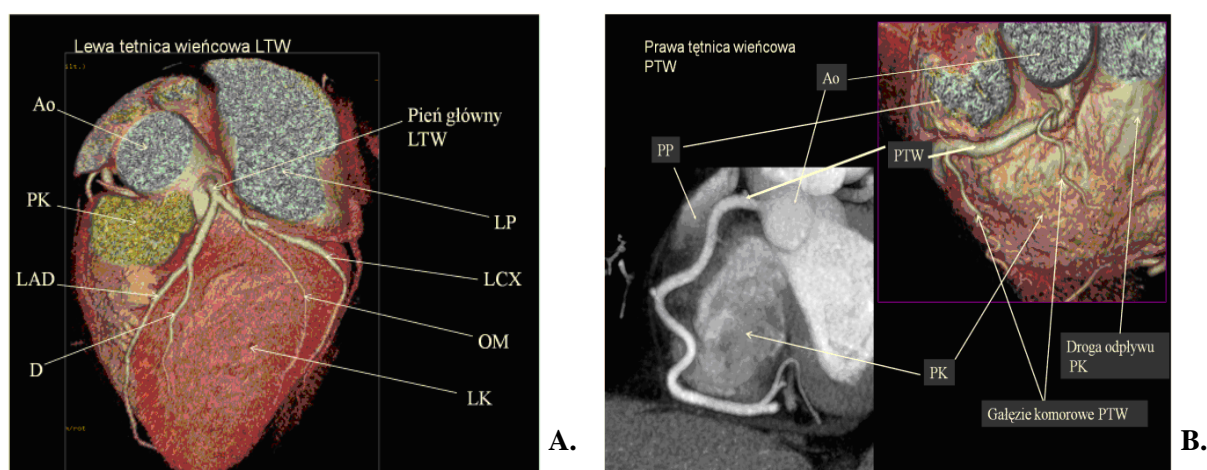 Lewa tetnica wieńcowa LTW
Ao
Pień główny
LTW
PK
LP
LAD
LCX
D
OM
LK
A.
Prawa tętnica wieńcowa
PTW
Ao
PP
PTW
PK
Droga odpływu
PK
Gałęzie komorowe PTW
B.